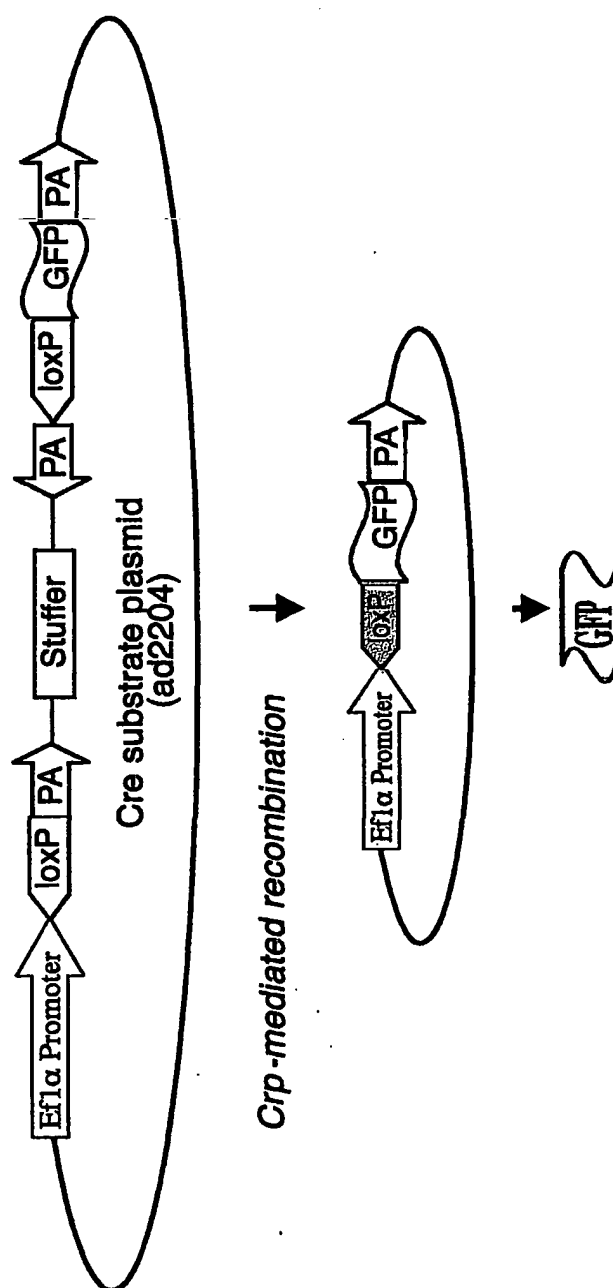 Ef1α Promoter
loxP
PA
Stuffer
PA
loxP
GFP
PA
Cre substrate plasmid
(ad2204)
Crp-mediated recombination
Ef1α Promoter
loxP
GFP
PA
GFP